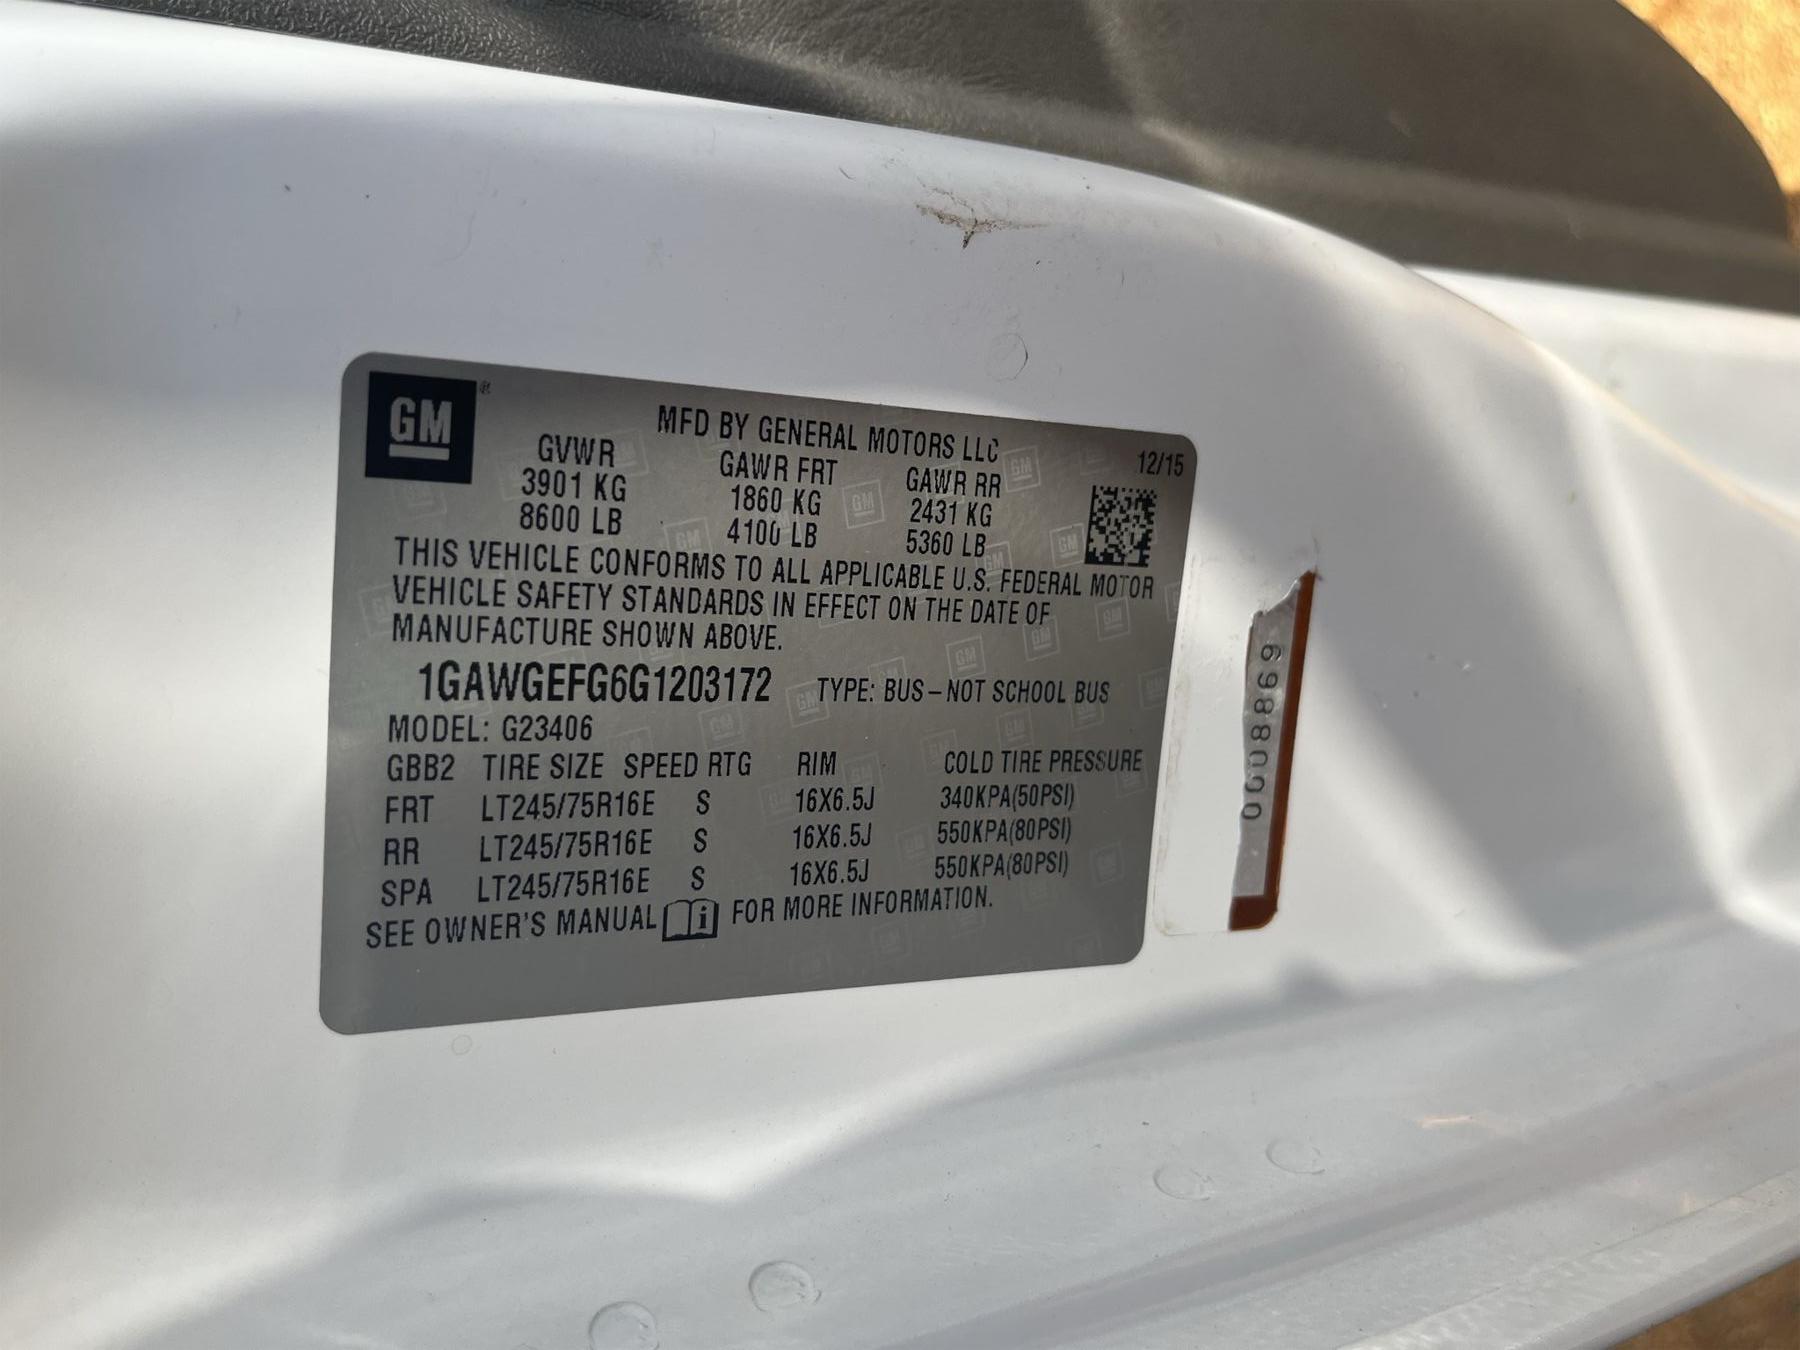 GM ®
MFD BY GENERAL MOTORS LLC
12/15
GVWR GAWR FRT GAWR RR
3901 KG 1860 KG 2431 KG
8600 LB 4100 LB 5360 LB
THIS VEHICLE CONFORMS TO ALL APPLICABLE U.S. FEDERAL MOTOR
VEHICLE SAFETY STANDARDS IN EFFECT ON THE DATE OF
MANUFACTURE SHOWN ABOVE.
1GAWGEFG6G1203172 TYPE: BUS – NOT SCHOOL BUS
MODEL: G23406
GBB2 TIRE SIZE SPEED RTG RIM COLD TIRE PRESSURE
FRT LT245/75R16E S 16X6.5J 340KPA(50PSI)
RR LT245/75R16E S 16X6.5J 550KPA(80PSI)
SPA LT245/75R16E S 16X6.5J 550KPA(80PSI)
SEE OWNER'S MANUAL i FOR MORE INFORMATION.
0008869